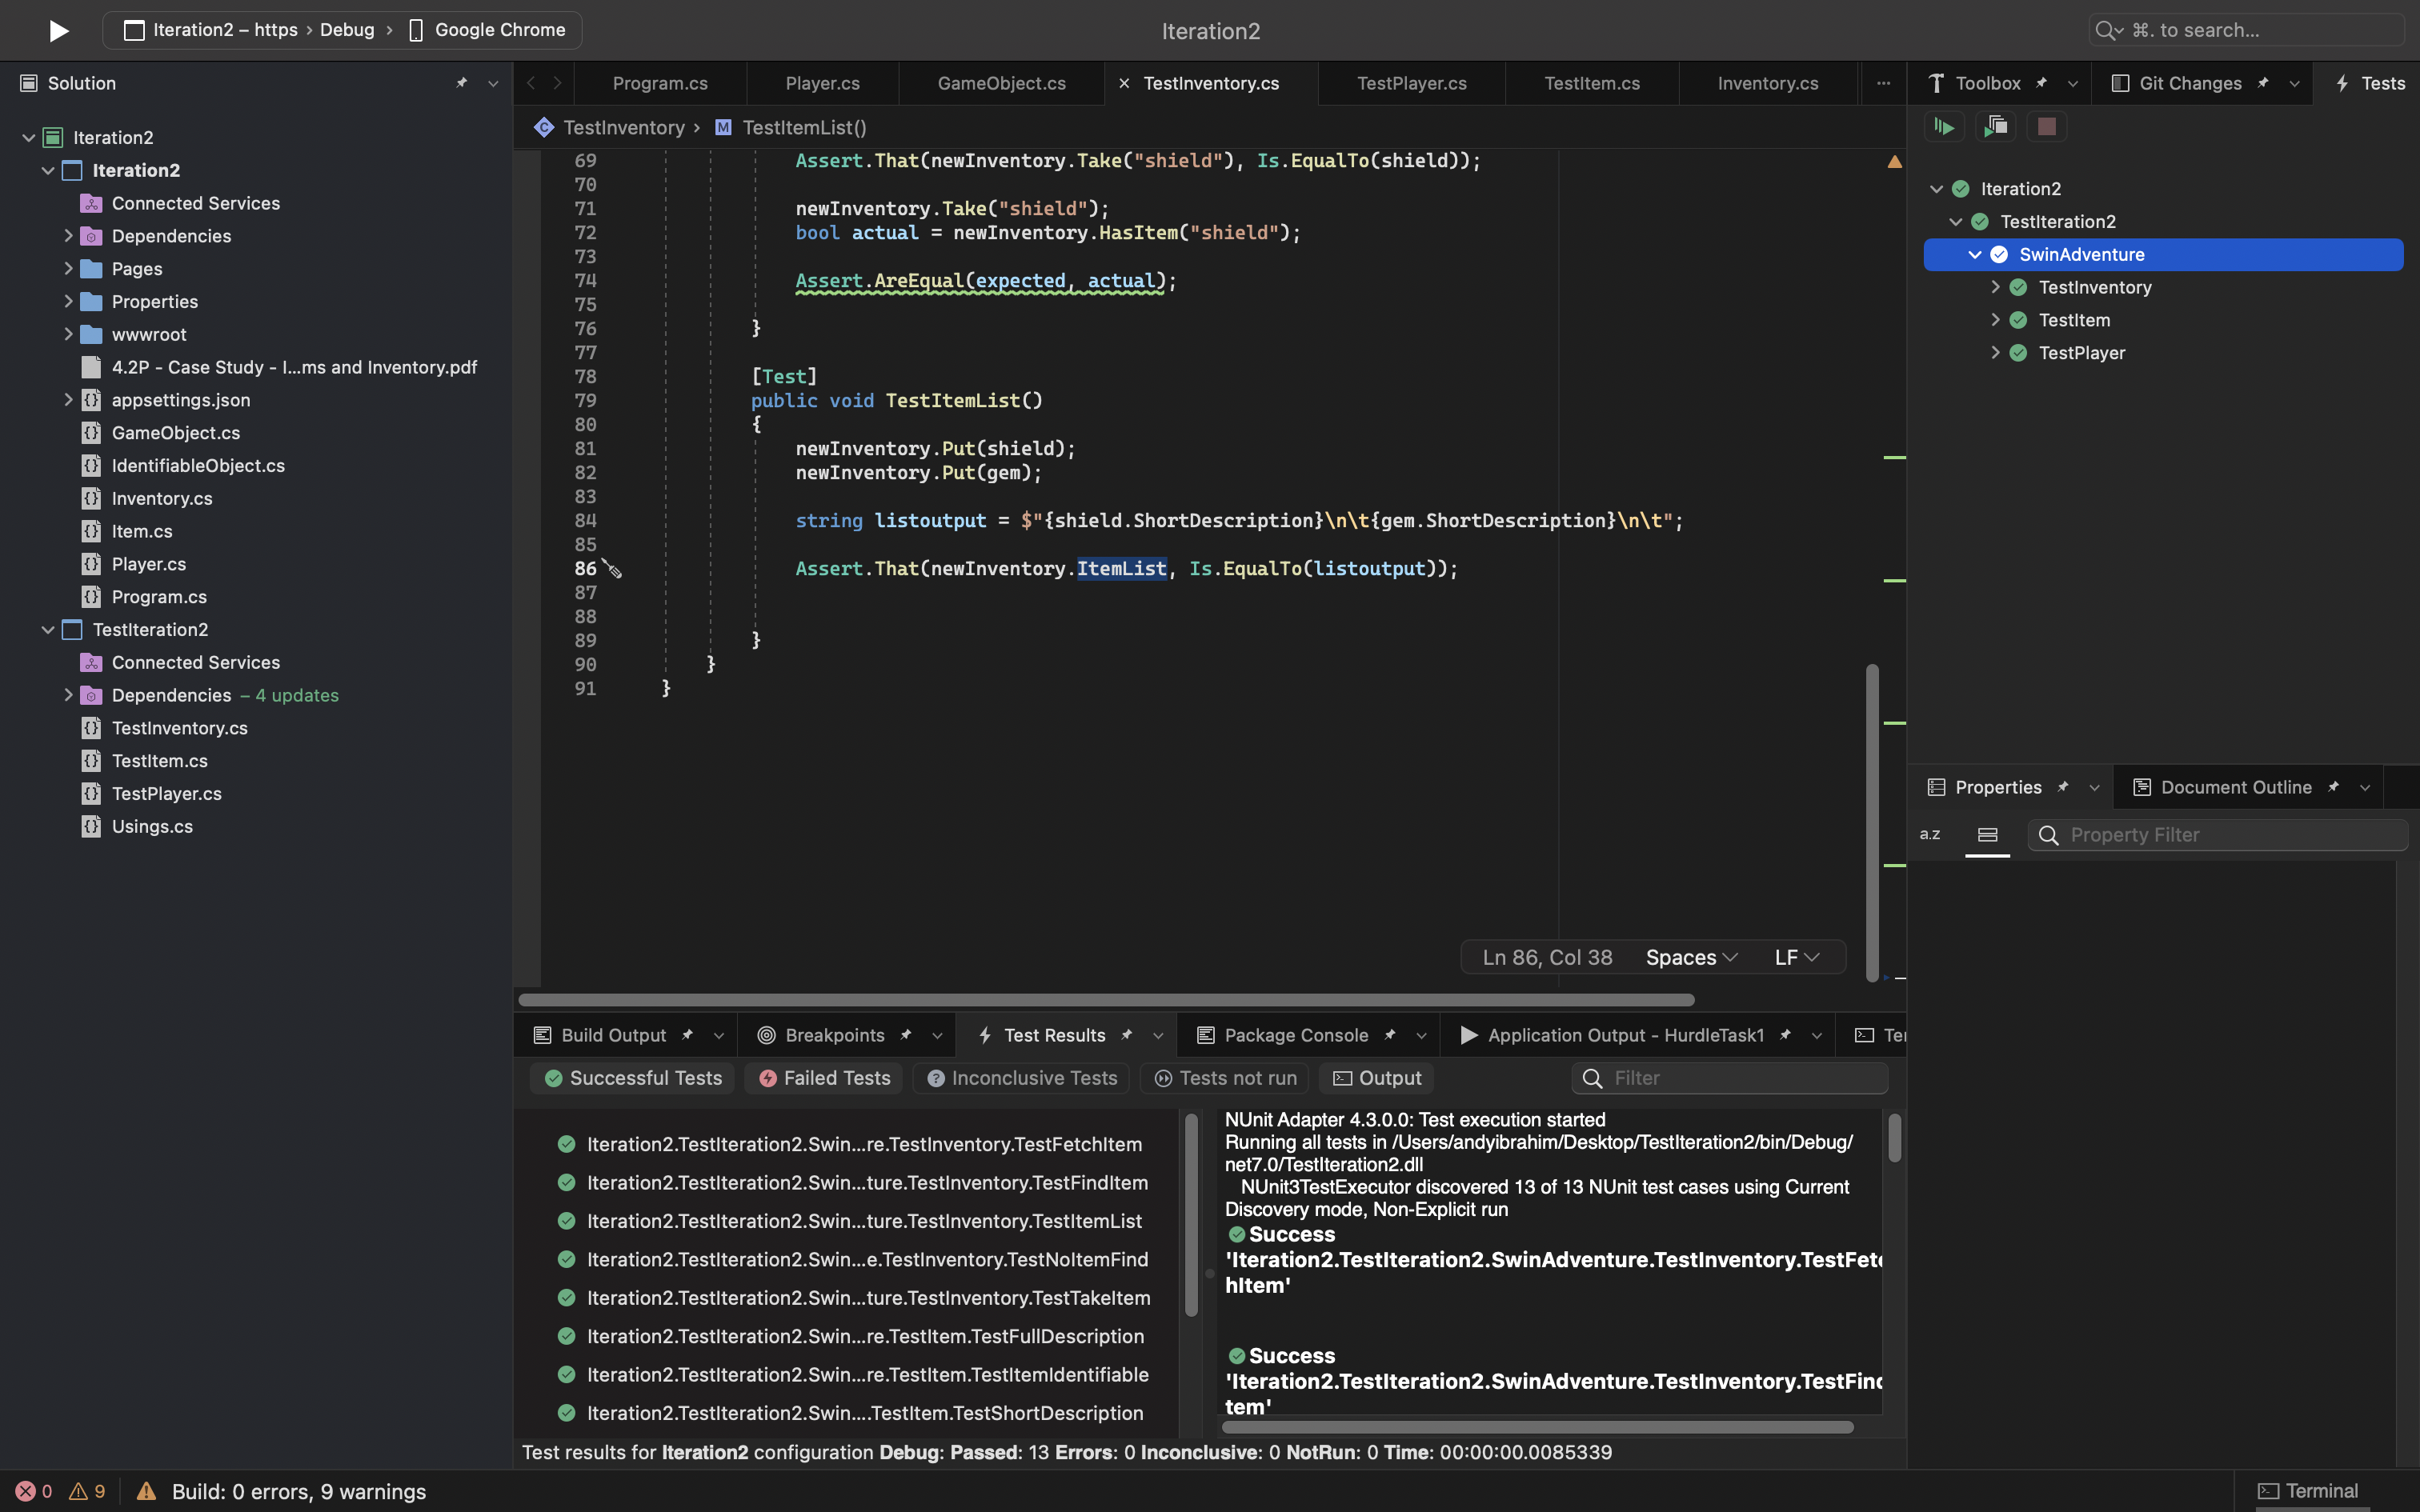 Iteration2 – https › Debug › Google Chrome
Iteration2
⌘. to search...
Solution
Program.cs
Player.cs
GameObject.cs
× TestInventory.cs
TestPlayer.cs
TestItem.cs
Inventory.cs
...
Toolbox
Git Changes
Tests
Iteration2
Iteration2
Connected Services
Dependencies
Pages
Properties
wwwroot
4.2P - Case Study - I...ms and Inventory.pdf
appsettings.json
GameObject.cs
IdentifiableObject.cs
Inventory.cs
Item.cs
Player.cs
Program.cs
TestIteration2
Connected Services
Dependencies – 4 updates
TestInventory.cs
TestItem.cs
TestPlayer.cs
Usings.cs
TestInventory › M TestItemList()
69 Assert.That(newInventory.Take("shield"), Is.EqualTo(shield));
70
71 newInventory.Take("shield");
72 bool actual = newInventory.HasItem("shield");
73
74 Assert.AreEqual(expected, actual);
75
76 }
77
78 [Test]
79 public void TestItemList()
80 {
81 newInventory.Put(shield);
82 newInventory.Put(gem);
83
84 string listoutput = $"{shield.ShortDescription}\n\t{gem.ShortDescription}\n\t";
85
86 Assert.That(newInventory.ItemList, Is.EqualTo(listoutput));
87
88
89 }
90 }
91 }
Ln 86, Col 38 Spaces LF
Iteration2
TestIteration2
SwinAdventure
TestInventory
TestItem
TestPlayer
Properties
Document Outline
a.z
Property Filter
Build Output
Breakpoints
Test Results
Package Console
Application Output - HurdleTask1
Te
Successful Tests
Failed Tests
Inconclusive Tests
Tests not run
Output
Filter
Iteration2.TestIteration2.Swin...re.TestInventory.TestFetchItem
Iteration2.TestIteration2.Swin...ture.TestInventory.TestFindItem
Iteration2.TestIteration2.Swin...ture.TestInventory.TestItemList
Iteration2.TestIteration2.Swin...e.TestInventory.TestNoItemFind
Iteration2.TestIteration2.Swin...ture.TestInventory.TestTakeItem
Iteration2.TestIteration2.Swin...re.TestItem.TestFullDescription
Iteration2.TestIteration2.Swin...re.TestItem.TestItemIdentifiable
Iteration2.TestIteration2.Swin....TestItem.TestShortDescription
NUnit Adapter 4.3.0.0: Test execution started
Running all tests in /Users/andyibrahim/Desktop/TestIteration2/bin/Debug/
net7.0/TestIteration2.dll
NUnit3TestExecutor discovered 13 of 13 NUnit test cases using Current
Discovery mode, Non-Explicit run
Success
'Iteration2.TestIteration2.SwinAdventure.TestInventory.TestFetc
hItem'
Success
'Iteration2.TestIteration2.SwinAdventure.TestInventory.TestFind
tem'
Test results for Iteration2 configuration Debug: Passed: 13 Errors: 0 Inconclusive: 0 NotRun: 0 Time: 00:00:00.0085339
0 9 Build: 0 errors, 9 warnings
Terminal